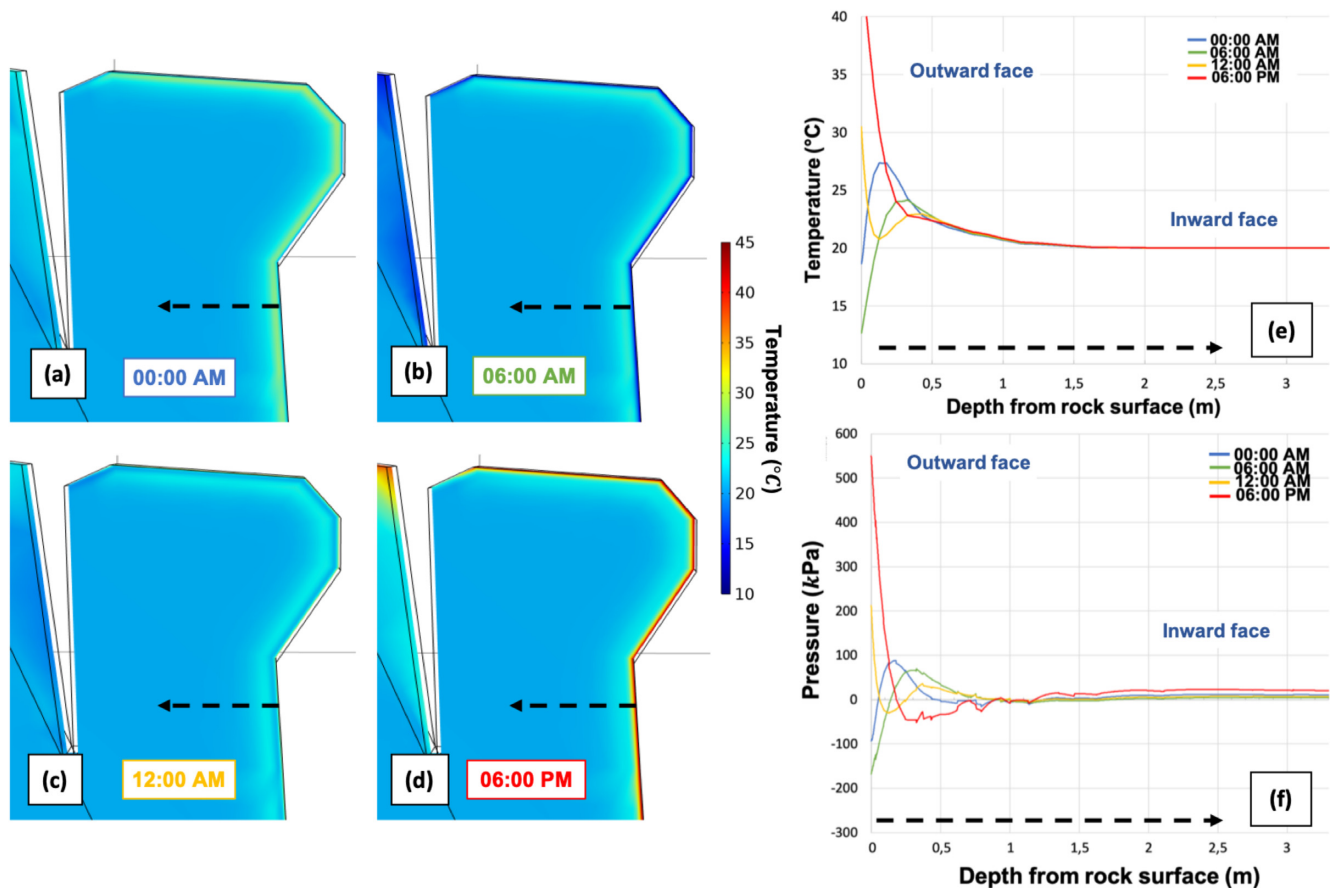 (a)
00:00 AM
(b)
06:00 AM
(c)
12:00 AM
(d)
06:00 PM
45
40
35
30
25
20
15
10
Temperature (°C)
40
35
30
25
20
15
10
Temperature (°C)
Outward face
00:00 AM
06:00 AM
12:00 AM
06:00 PM
Inward face
(e)
0
0,5
1
1,5
2
2,5
3
Depth from rock surface (m)
600
500
400
300
200
100
0
-100
-200
-300
Pressure (kPa)
Outward face
00:00 AM
06:00 AM
12:00 AM
06:00 PM
Inward face
(f)
0
0,5
1
1,5
2
2,5
3
Depth from rock surface (m)